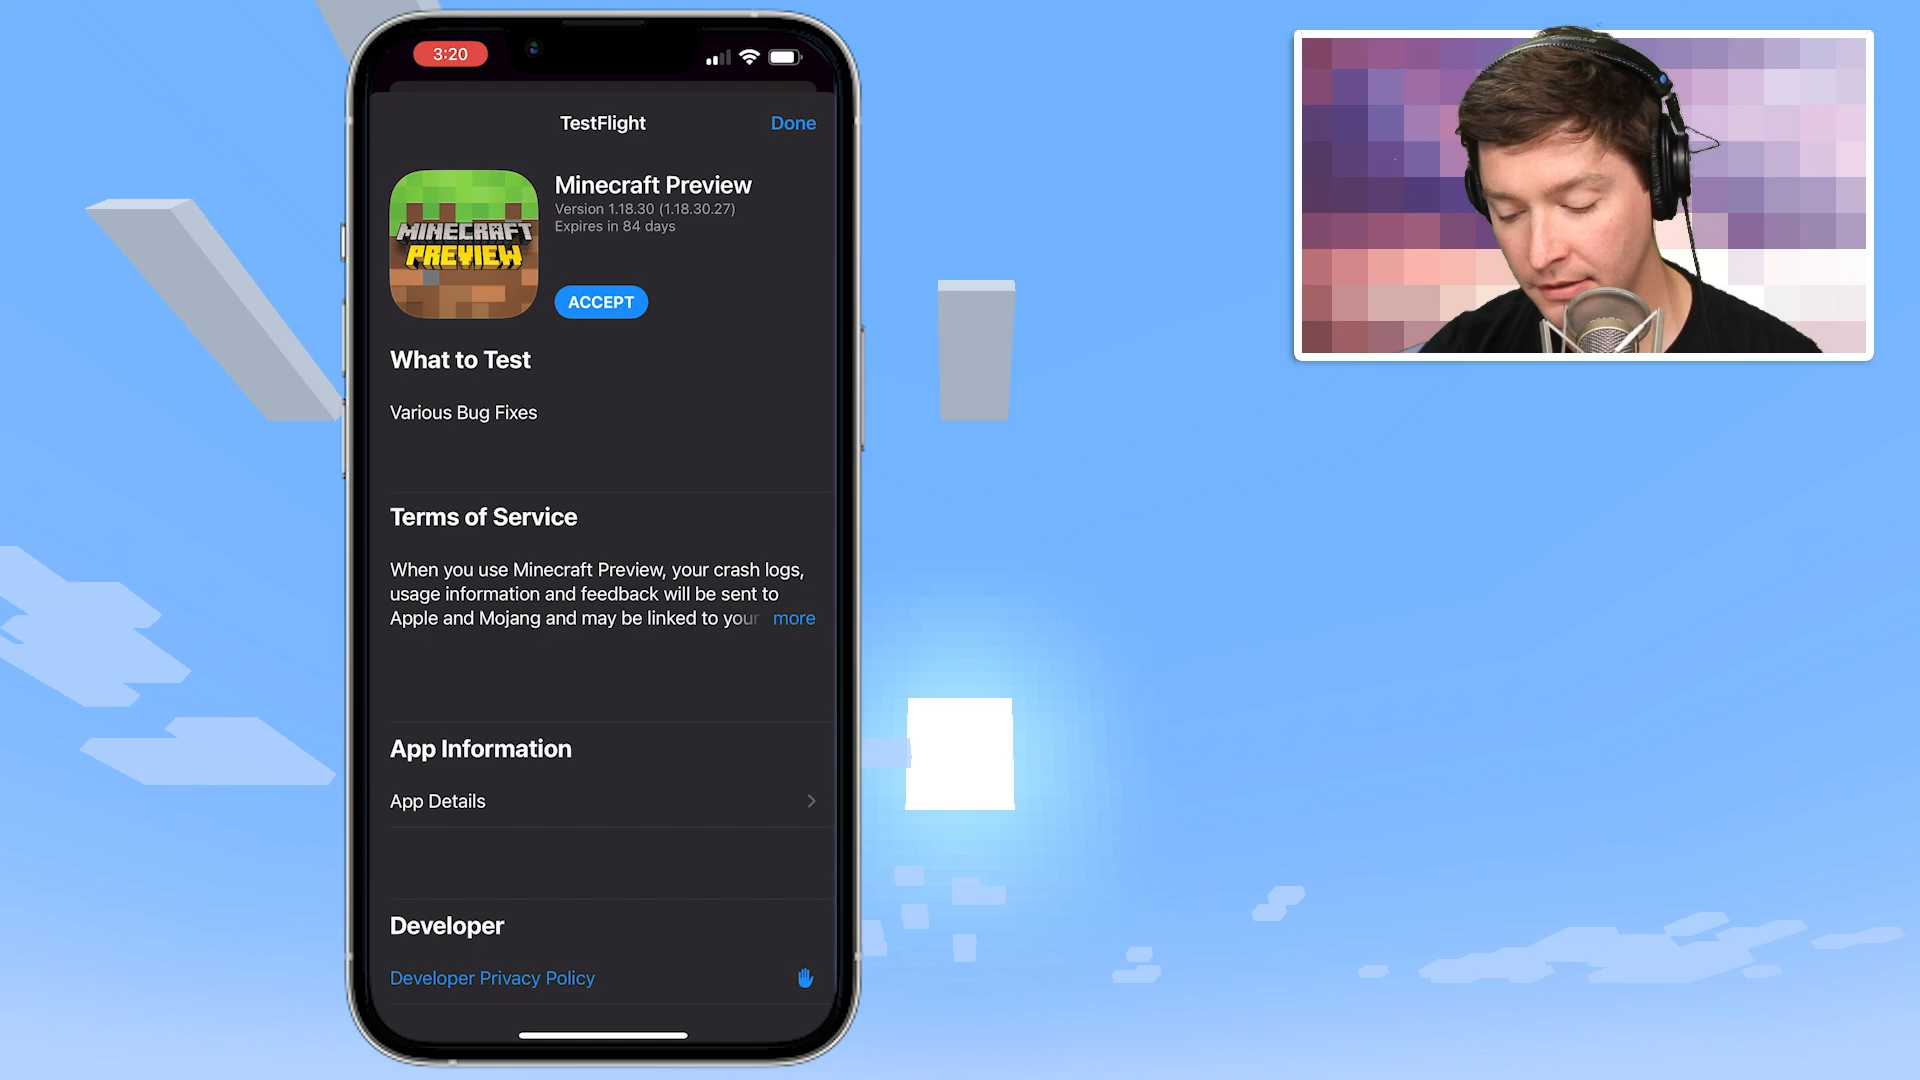 3:20
TestFlight
Done
MINECRAFT
PREVIEW
Minecraft Preview
Version 1.18.30 (1.18.30.27)
Expires in 84 days
ACCEPT
What to Test
Various Bug Fixes
Terms of Service
When you use Minecraft Preview, your crash logs,
usage information and feedback will be sent to
Apple and Mojang and may be linked to your more
App Information
App Details
Developer
Developer Privacy Policy